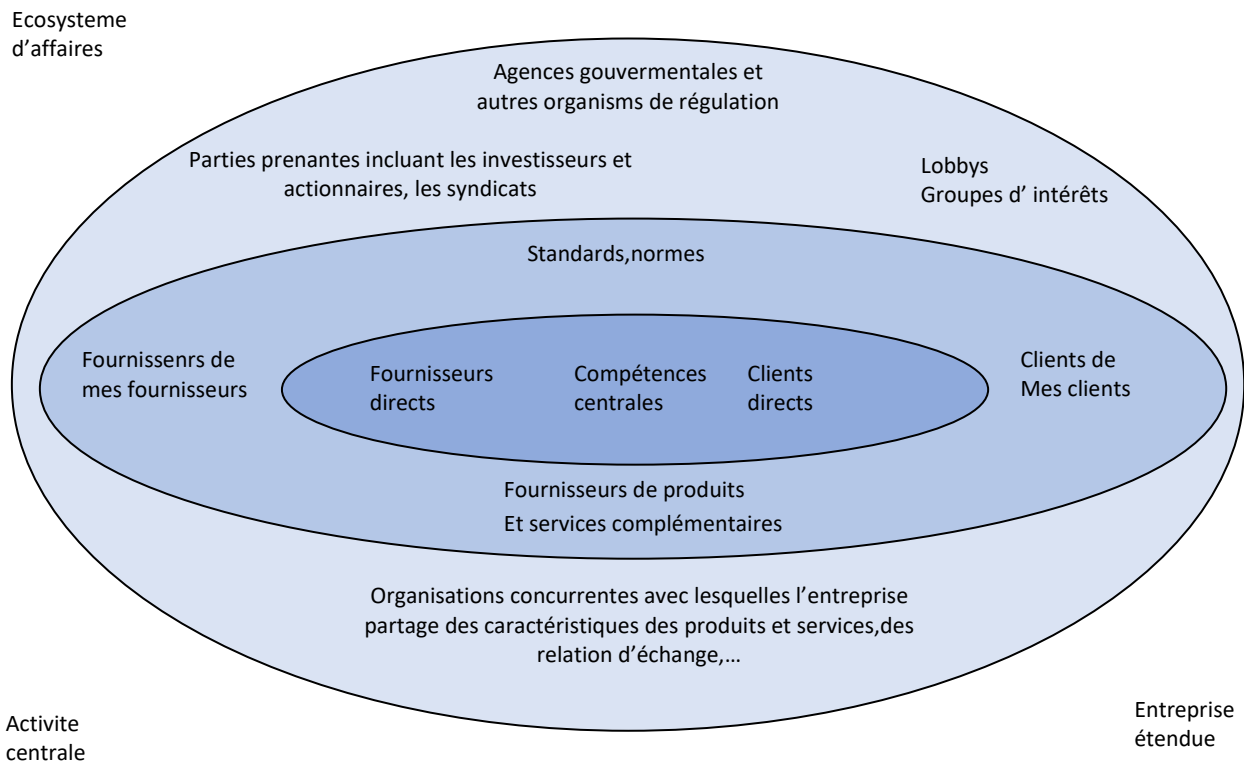 Ecosysteme
d'affaires
Agences gouvermentales et
autres organisms de régulation
Parties prenantes incluant les investisseurs et
actionnaires, les syndicats
Lobbys
Groupes d' intérêts
Standards,normes
Fournissenrs de
mes fournisseurs
Fournisseurs
directs
Compétences
centrales
Clients
directs
Clients de
Mes clients
Fournisseurs de produits
Et services complémentaires
Organisations concurrentes avec lesquelles l'entreprise
partage des caractéristiques des produits et services,des
relation d'échange,...
Activite
centrale
Entreprise
étendue